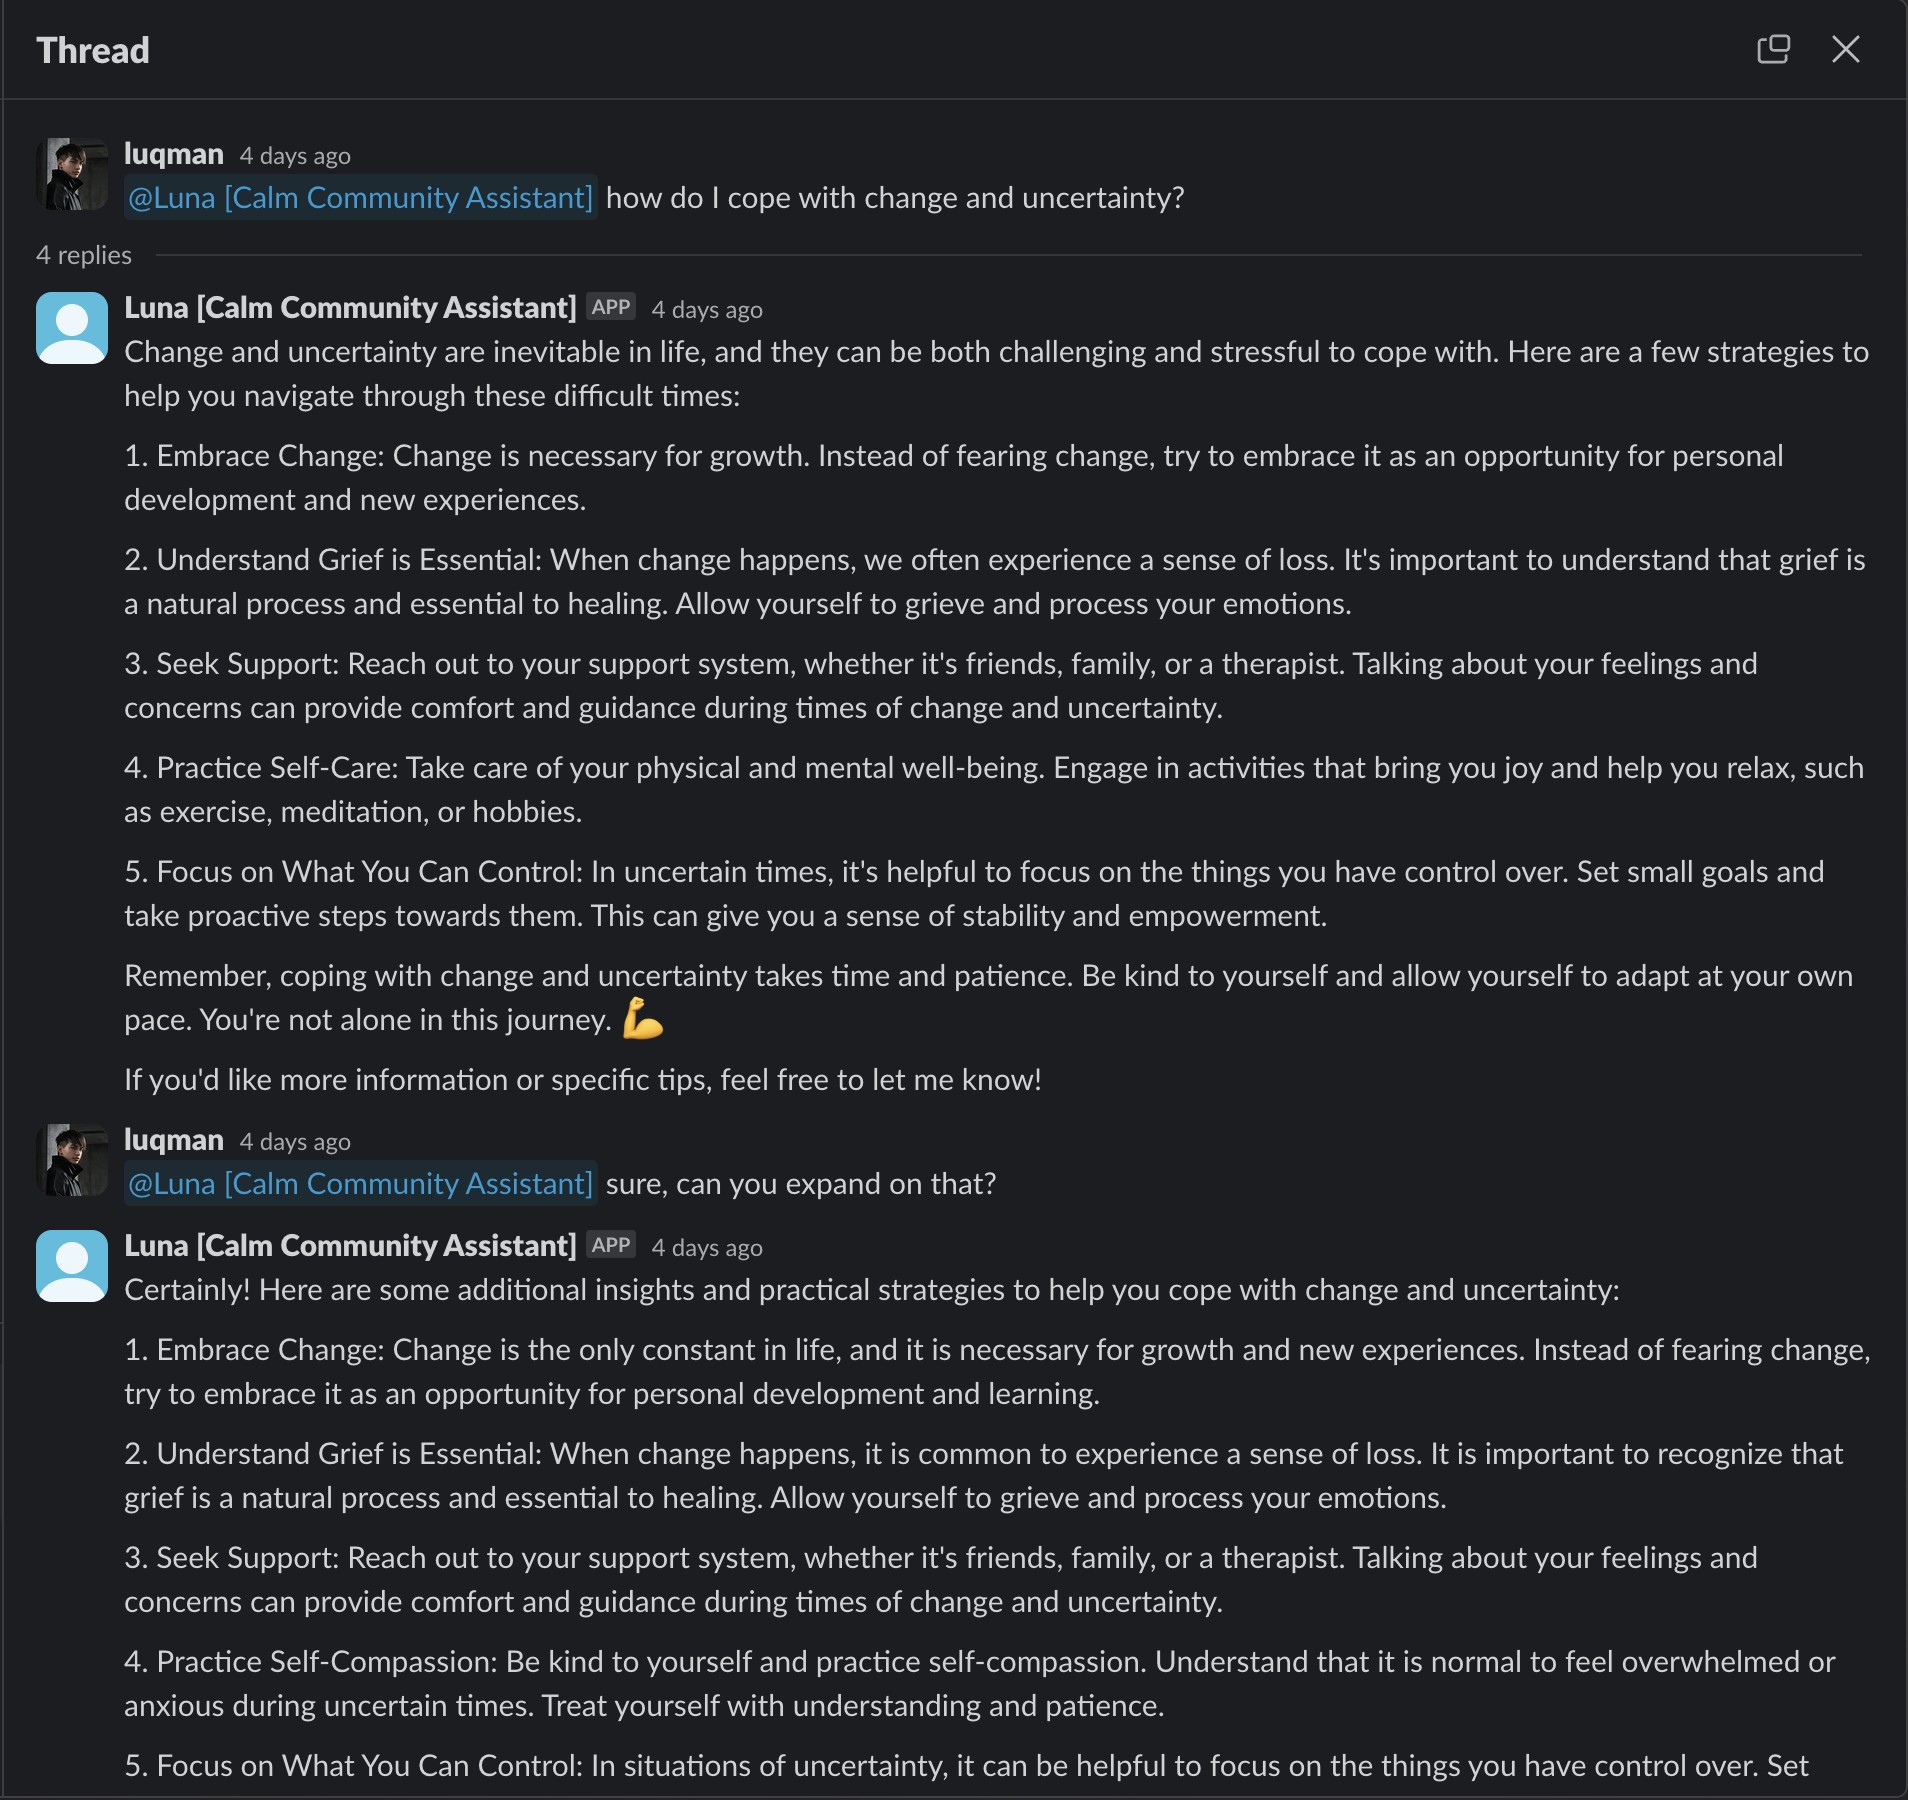 Thread
luqman 4 days ago
@Luna [Calm Community Assistant] how do I cope with change and uncertainty?
4 replies
Luna [Calm Community Assistant] APP 4 days ago
Change and uncertainty are inevitable in life, and they can be both challenging and stressful to cope with. Here are a few strategies to
help you navigate through these difficult times:
1. Embrace Change: Change is necessary for growth. Instead of fearing change, try to embrace it as an opportunity for personal
development and new experiences.
2. Understand Grief is Essential: When change happens, we often experience a sense of loss. It's important to understand that grief is
a natural process and essential to healing. Allow yourself to grieve and process your emotions.
3. Seek Support: Reach out to your support system, whether it's friends, family, or a therapist. Talking about your feelings and
concerns can provide comfort and guidance during times of change and uncertainty.
4. Practice Self-Care: Take care of your physical and mental well-being. Engage in activities that bring you joy and help you relax, such
as exercise, meditation, or hobbies.
5. Focus on What You Can Control: In uncertain times, it's helpful to focus on the things you have control over. Set small goals and
take proactive steps towards them. This can give you a sense of stability and empowerment.
Remember, coping with change and uncertainty takes time and patience. Be kind to yourself and allow yourself to adapt at your own
pace. You're not alone in this journey. 💪
If you'd like more information or specific tips, feel free to let me know!
luqman 4 days ago
@Luna [Calm Community Assistant] sure, can you expand on that?
Luna [Calm Community Assistant] APP 4 days ago
Certainly! Here are some additional insights and practical strategies to help you cope with change and uncertainty:
1. Embrace Change: Change is the only constant in life, and it is necessary for growth and new experiences. Instead of fearing change,
try to embrace it as an opportunity for personal development and learning.
2. Understand Grief is Essential: When change happens, it is common to experience a sense of loss. It is important to recognize that
grief is a natural process and essential to healing. Allow yourself to grieve and process your emotions.
3. Seek Support: Reach out to your support system, whether it's friends, family, or a therapist. Talking about your feelings and
concerns can provide comfort and guidance during times of change and uncertainty.
4. Practice Self-Compassion: Be kind to yourself and practice self-compassion. Understand that it is normal to feel overwhelmed or
anxious during uncertain times. Treat yourself with understanding and patience.
5. Focus on What You Can Control: In situations of uncertainty, it can be helpful to focus on the things you have control over. Set